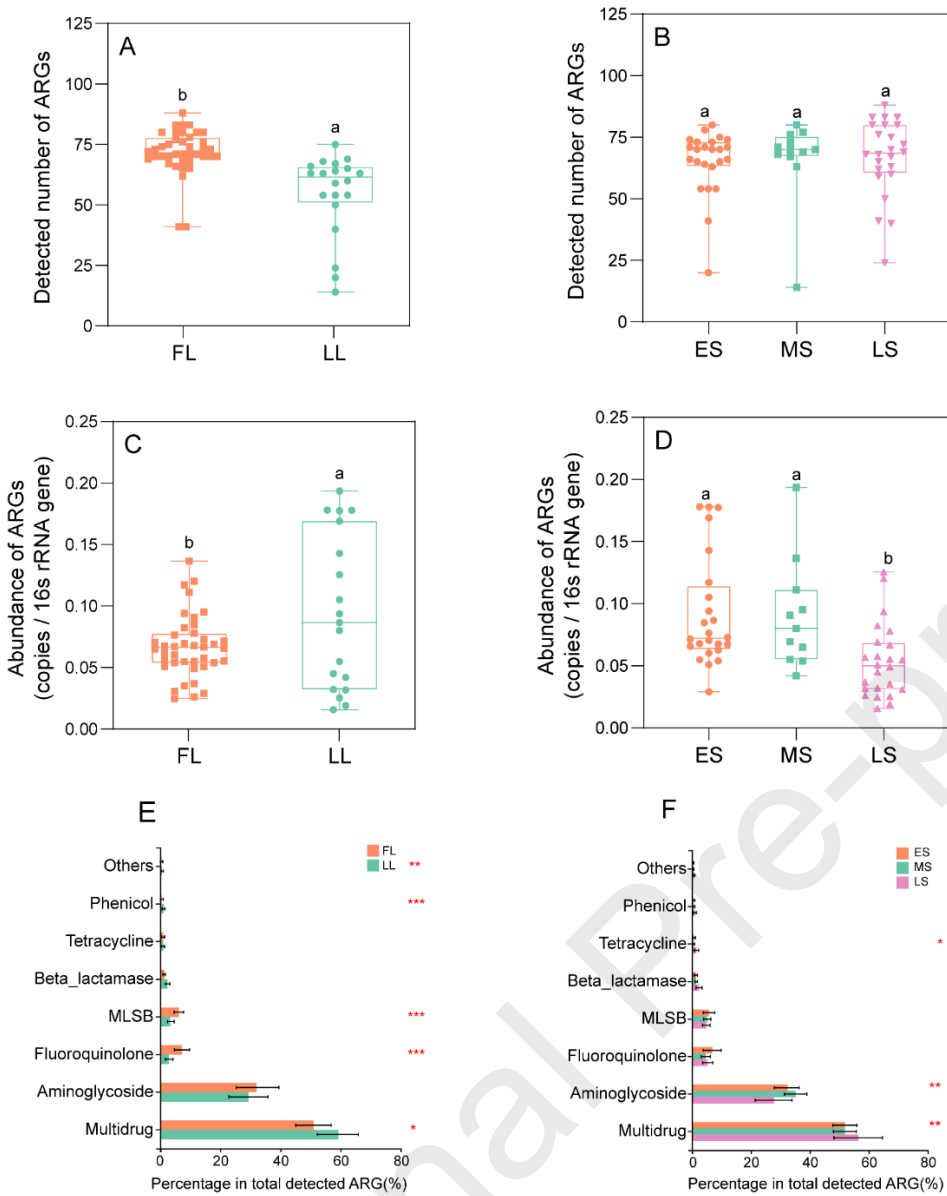 A
b
a
Detected number of ARGs
125
100
75
50
25
0
FL
LL
B
a
a
a
Detected number of ARGs
125
100
75
50
25
0
ES
MS
LS
C
b
a
Abundance of ARGs
(copies / 16s rRNA gene)
0.25
0.20
0.15
0.10
0.05
0.00
FL
LL
D
a
a
b
Abundance of ARGs
(copies / 16s rRNA gene)
0.25
0.20
0.15
0.10
0.05
0.00
ES
MS
LS
E
FL
LL
Others **
Phenicol ***
Tetracycline
Beta_lactamase
MLSB ***
Fluoroquinolone ***
Aminoglycoside
Multidrug *
0 20 40 60 80
Percentage in total detected ARG(%)
F
ES
MS
LS
Others
Phenicol
Tetracycline *
Beta_lactamase
MLSB
Fluoroquinolone
Aminoglycoside **
Multidrug **
0 20 40 60 80
Percentage in total detected ARG(%)
nal Pre-p